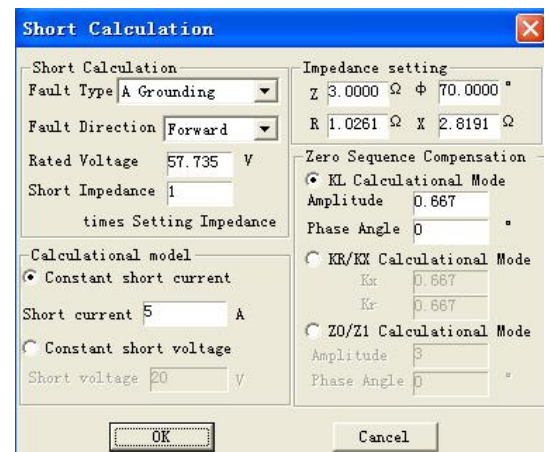 Short Calculation
Short Calculation
Fault Type A Grounding
Fault Direction Forward
Rated Voltage 57.735 V
Short Impedance 1
times Setting Impedance
Calculational model
Constant short current
Short current 5 A
Constant short voltage
Short voltage 20 V
Impedance setting
Z 3.0000 Ω Φ 70.0000 °
R 1.0261 Ω X 2.8191 Ω
Zero Sequence Compensation
KL Calculational Mode
Amplitude 0.667
Phase Angle 0 °
KR/KX Calculational Mode
Kx 0.667
Kr 0.667
Z0/Z1 Calculational Mode
Amplitude 3
Phase Angle 0 °
OK Cancel